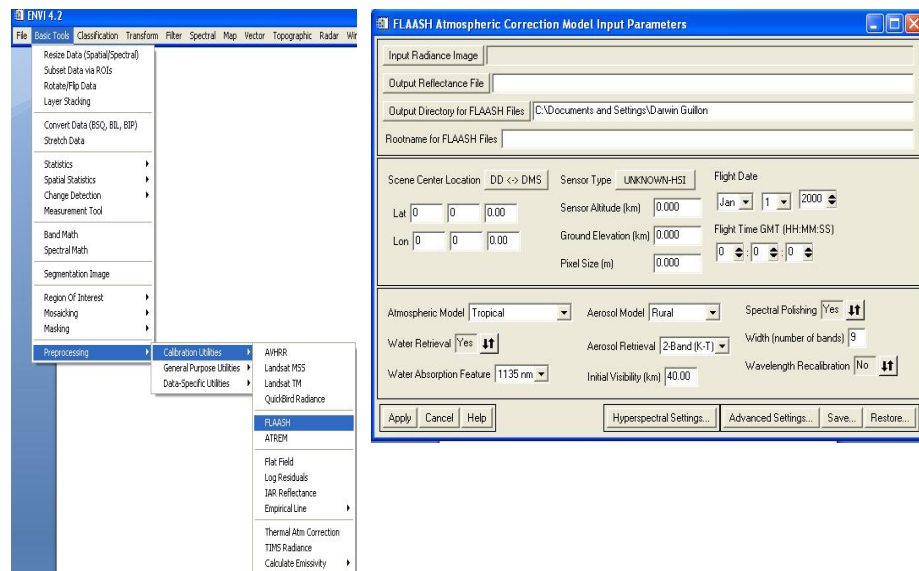 ENVI 4.2
File Basic Tools Classification Transform Filter Spectral Map Vector Topographic Radar Wir
Resize Data (Spatial/Spectral)
Subset Data via ROIs
Rotate/Flip Data
Layer Stacking
Convert Data (BSQ, BIL, BIP)
Stretch Data
Statistics
Spatial Statistics
Change Detection
Measurement Tool
Band Math
Spectral Math
Segmentation Image
Region Of Interest
Mosaicking
Masking
Preprocessing
Calibration Utilities
General Purpose Utilities
Data-Specific Utilities
AVHRR
Landsat MSS
Landsat TM
QuickBird Radiance
FLAASH
ATREM
Flat Field
Log Residuals
IAR Reflectance
Empirical Line
Thermal Atm Correction
TIMS Radiance
Calculate Emissivity
FLAASH Atmospheric Correction Model Input Parameters
Input Radiance Image
Output Reflectance File
Output Directory for FLAASH Files C:\Documents and Settings\Darwin Guillon
Rootname for FLAASH Files
Scene Center Location DD <-> DMS
Lat 0 0 0.00
Lon 0 0 0.00
Sensor Type UNKNOWN-HSI
Sensor Altitude (km) 0.000
Ground Elevation (km) 0.000
Pixel Size (m) 0.000
Flight Date
Jan 1 2000
Flight Time GMT (HH:MM:SS)
0 : 0 : 0
Atmospheric Model Tropical
Water Retrieval Yes
Water Absorption Feature 1135 nm
Aerosol Model Rural
Aerosol Retrieval 2-Band (K-T)
Initial Visibility (km) 40.00
Spectral Polishing Yes
Width (number of bands) 9
Wavelength Recalibration No
Apply Cancel Help Hyperspectral Settings... Advanced Settings... Save... Restore...